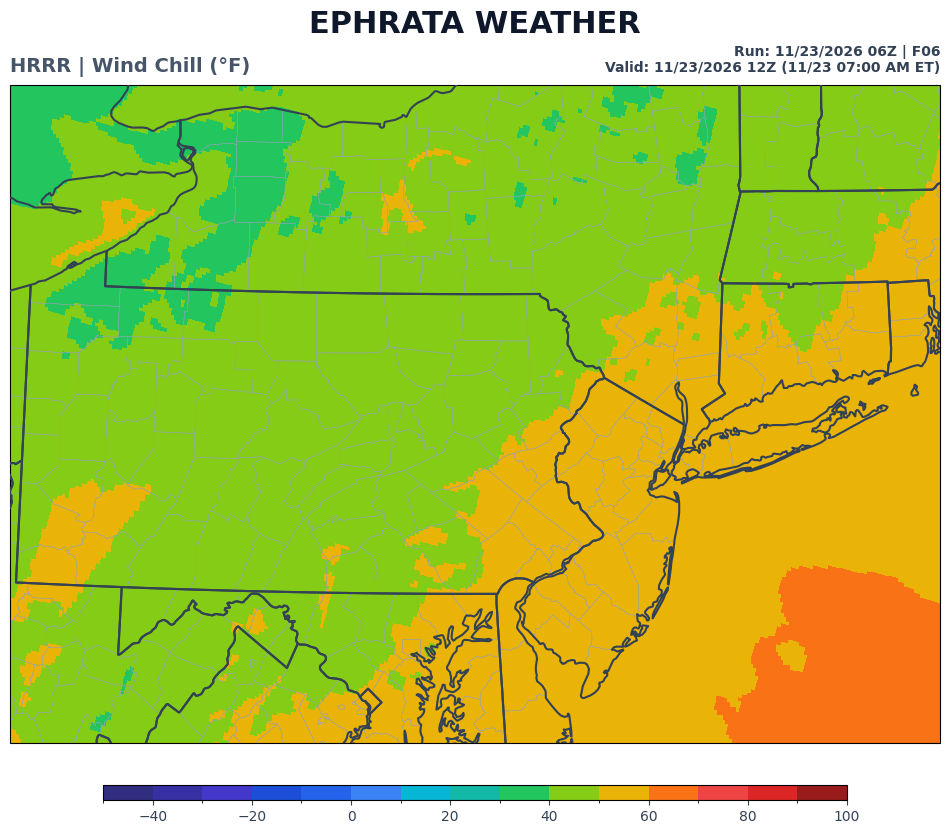 EPHRATA WEATHER
HRRR | Wind Chill (°F)
Run: 11/23/2026 06Z | F06
Valid: 11/23/2026 12Z (11/23 07:00 AM ET)
−40 −20 0 20 40 60 80 100